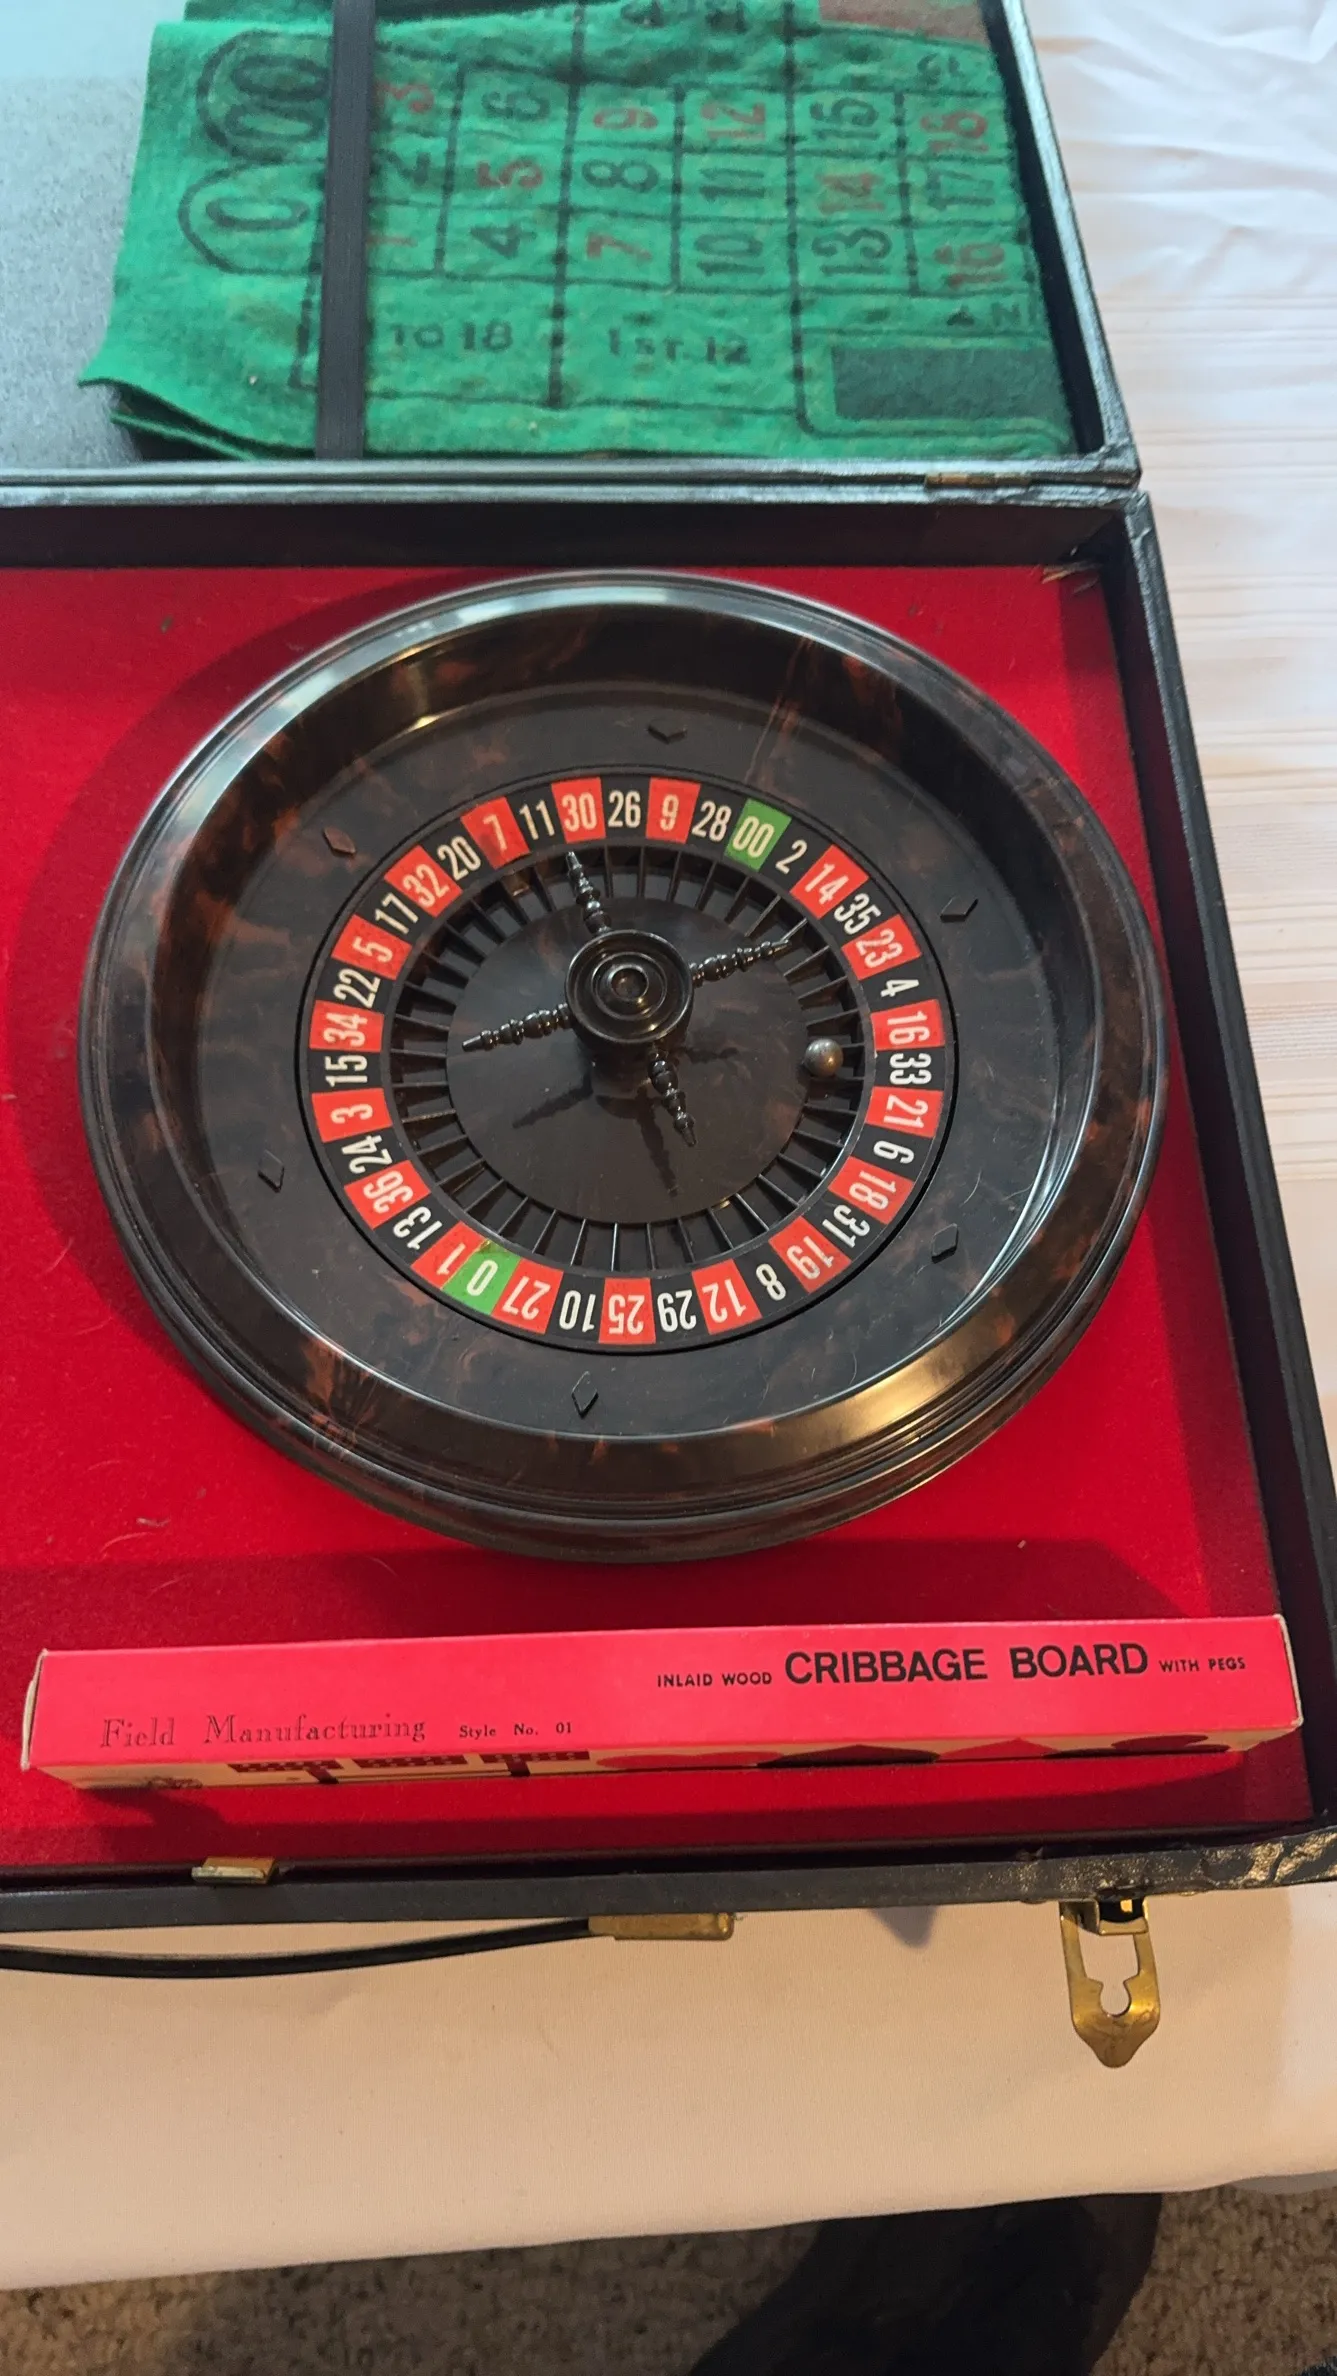 0 00
3 6 9 12 15 18
2 5 8 11 14 17
1 4 7 10 13 16
TO 18 1ST. 12
00 2 14 35 23 4 16 33 21 6 18 31 19 8 12 29 25 10 27 0 1 13 36 24 3 15 34 22 5 17 32 20 7 11 30 26 9 28
INLAID WOOD CRIBBAGE BOARD WITH PEGS
Field Manufacturing Style No. 01